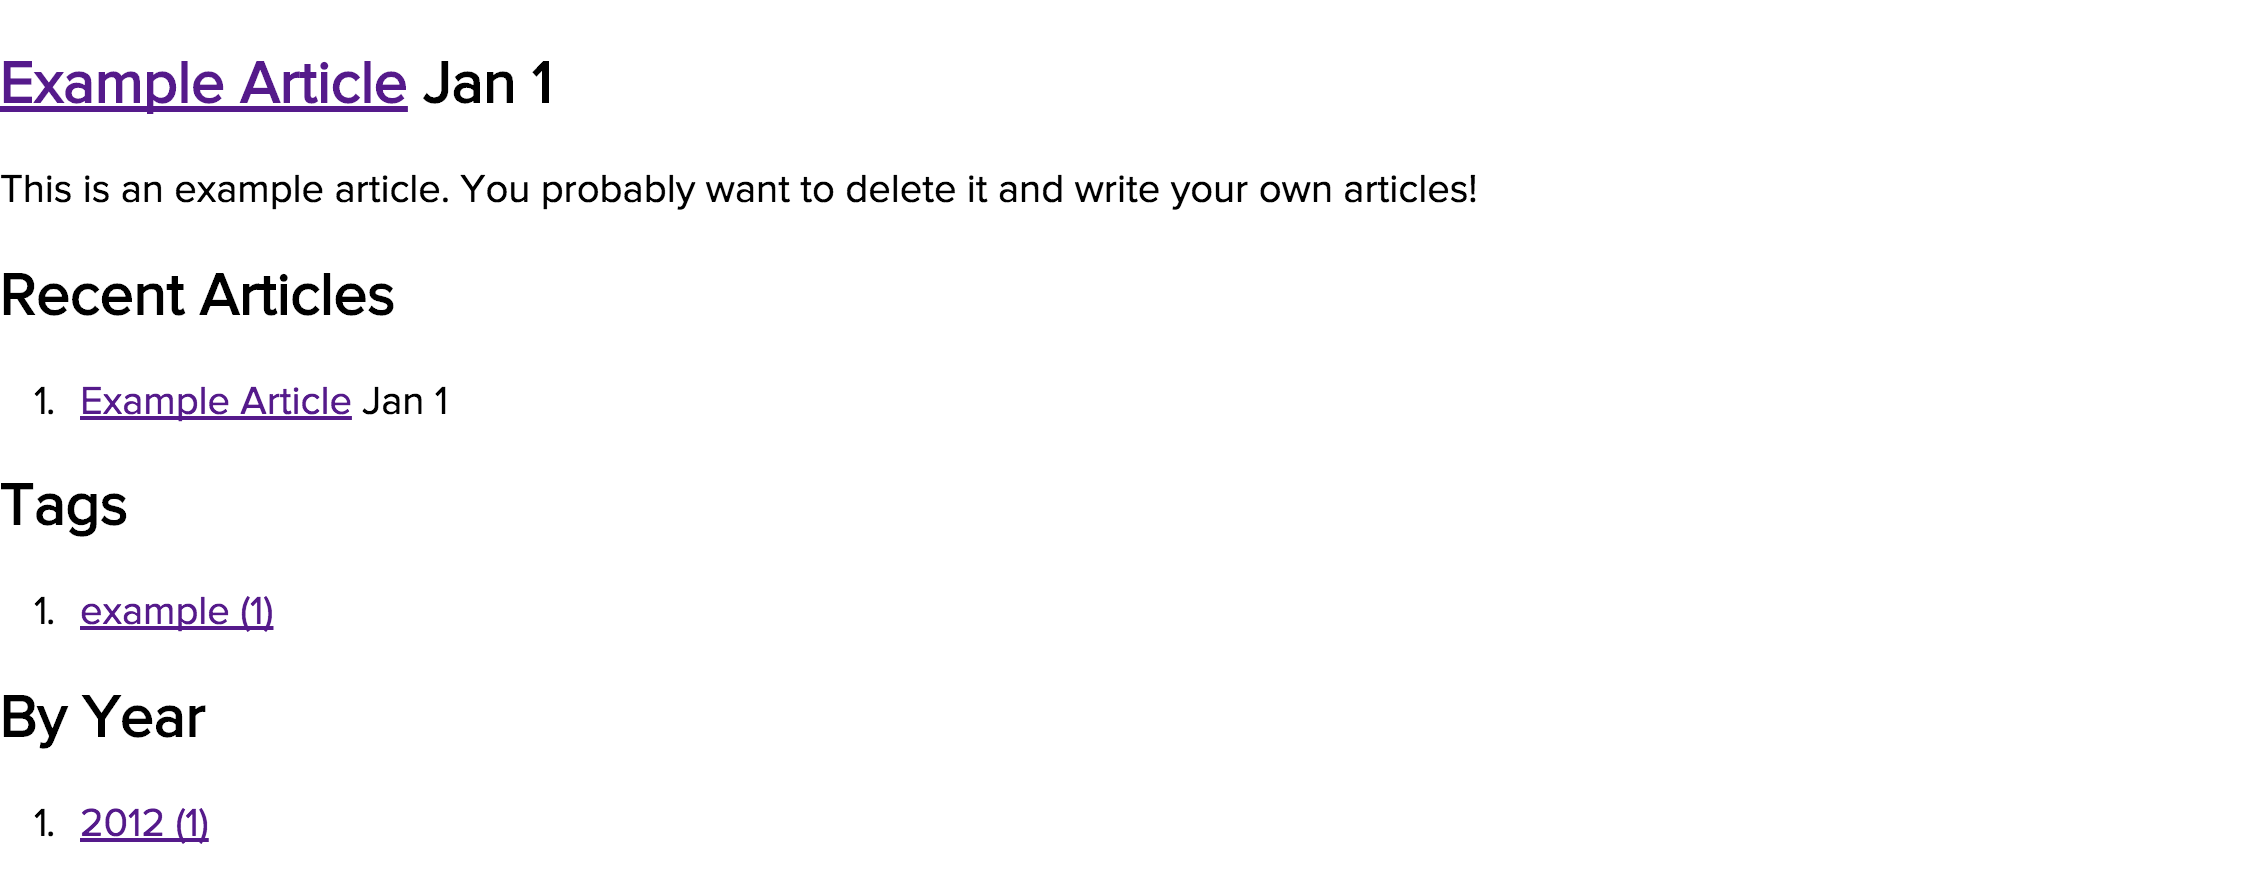 Example Article Jan 1
This is an example article. You probably want to delete it and write your own articles!
Recent Articles
1. Example Article Jan 1
Tags
1. example (1)
By Year
1. 2012 (1)